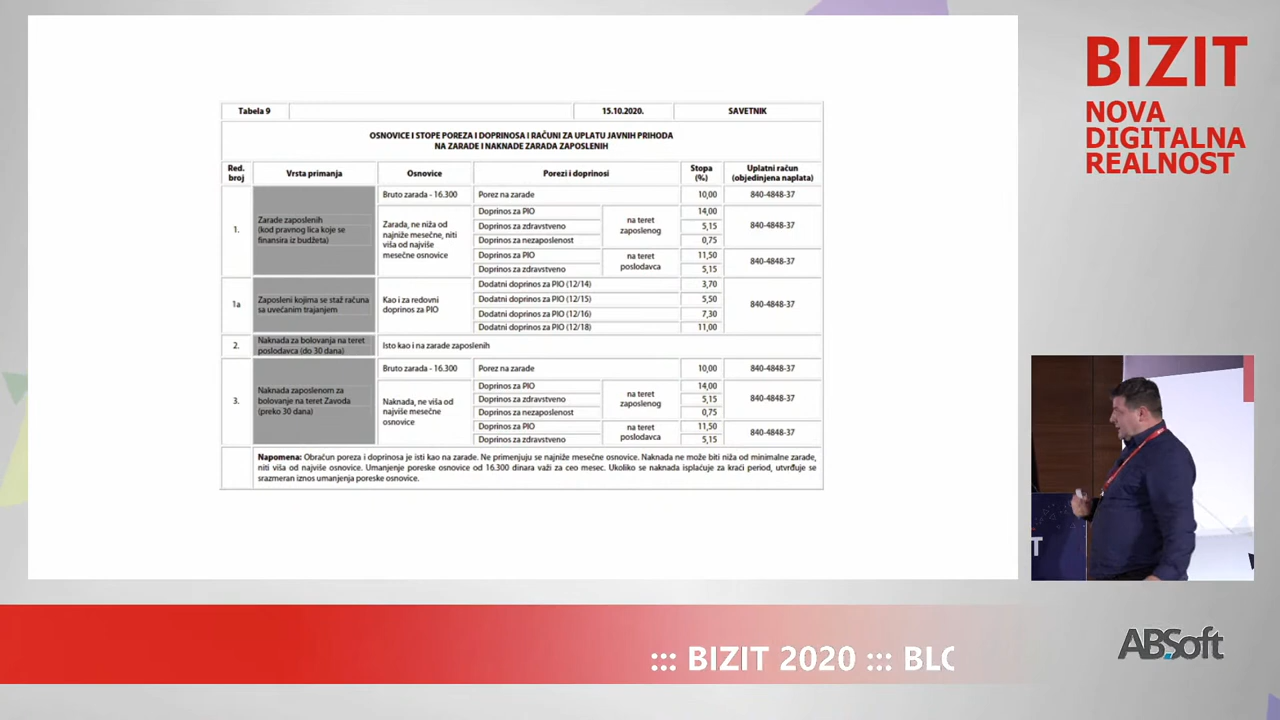 Tabela 9
15.10.2020.
SAVETNIK
OSNOVICE I STOPE POREZA I DOPRINOSA I RAČUNI ZA UPLATU JAVNIH PRIHODA
NA ZARADE I NAKNADE ZARADA ZAPOSLENIH
Red. broj
Vrsta primanja
Osnovice
Porezi i doprinosi
Stopa (%)
Uplatni račun (objedinjena naplata)
1.
Zarade zaposlenih
(kod pravnog lica koje se
finansira iz budžeta)
Bruto zarada - 16.300
Porez na zarade
10,00
840-4848-37
Zarada, ne niža od
najniže mesečne, niti
viša od najviše
mesečne osnovice
Doprinos za PIO
na teret
zaposlenog
14,00
840-4848-37
Doprinos za zdravstveno
5,15
Doprinos za nezaposlenost
0,75
Doprinos za PIO
na teret
poslodavca
11,50
840-4848-37
Doprinos za zdravstveno
5,15
1a
Zaposleni kojima se staž računa
sa uvećanim trajanjem
Kao i za redovni
doprinos za PIO
Dodatni doprinos za PIO (12/14)
3,70
840-4848-37
Dodatni doprinos za PIO (12/15)
5,50
Dodatni doprinos za PIO (12/16)
7,30
Dodatni doprinos za PIO (12/18)
11,00
2.
Naknada za bolovanja na teret
poslodavca (do 30 dana)
Isto kao i na zarade zaposlenih
3.
Naknada zaposlenom za
bolovanje na teret Zavoda
(preko 30 dana)
Bruto zarada - 16.300
Porez na zarade
10,00
840-4848-37
Naknada, ne viša od
najviše mesečne
osnovice
Doprinos za PIO
na teret
zaposlenog
14,00
840-4848-37
Doprinos za zdravstveno
5,15
Doprinos za nezaposlenost
0,75
Doprinos za PIO
na teret
poslodavca
11,50
840-4848-37
Doprinos za zdravstveno
5,15
Napomena: Obračun poreza i doprinosa je isti kao na zarade. Ne primenjuju se najniže mesečne osnovice. Naknada ne može biti niža od minimalne zarade,
niti viša od najviše osnovice. Umanjenje poreske osnovice od 16.300 dinara važi za ceo mesec. Ukoliko se naknada isplaćuje za kraći period, utvrđuje se
srazmeran iznos umanjenja poreske osnovice.
BIZIT
NOVA
DIGITALNA
REALNOST
T
::: BIZIT 2020 ::: BLO
ABSoft